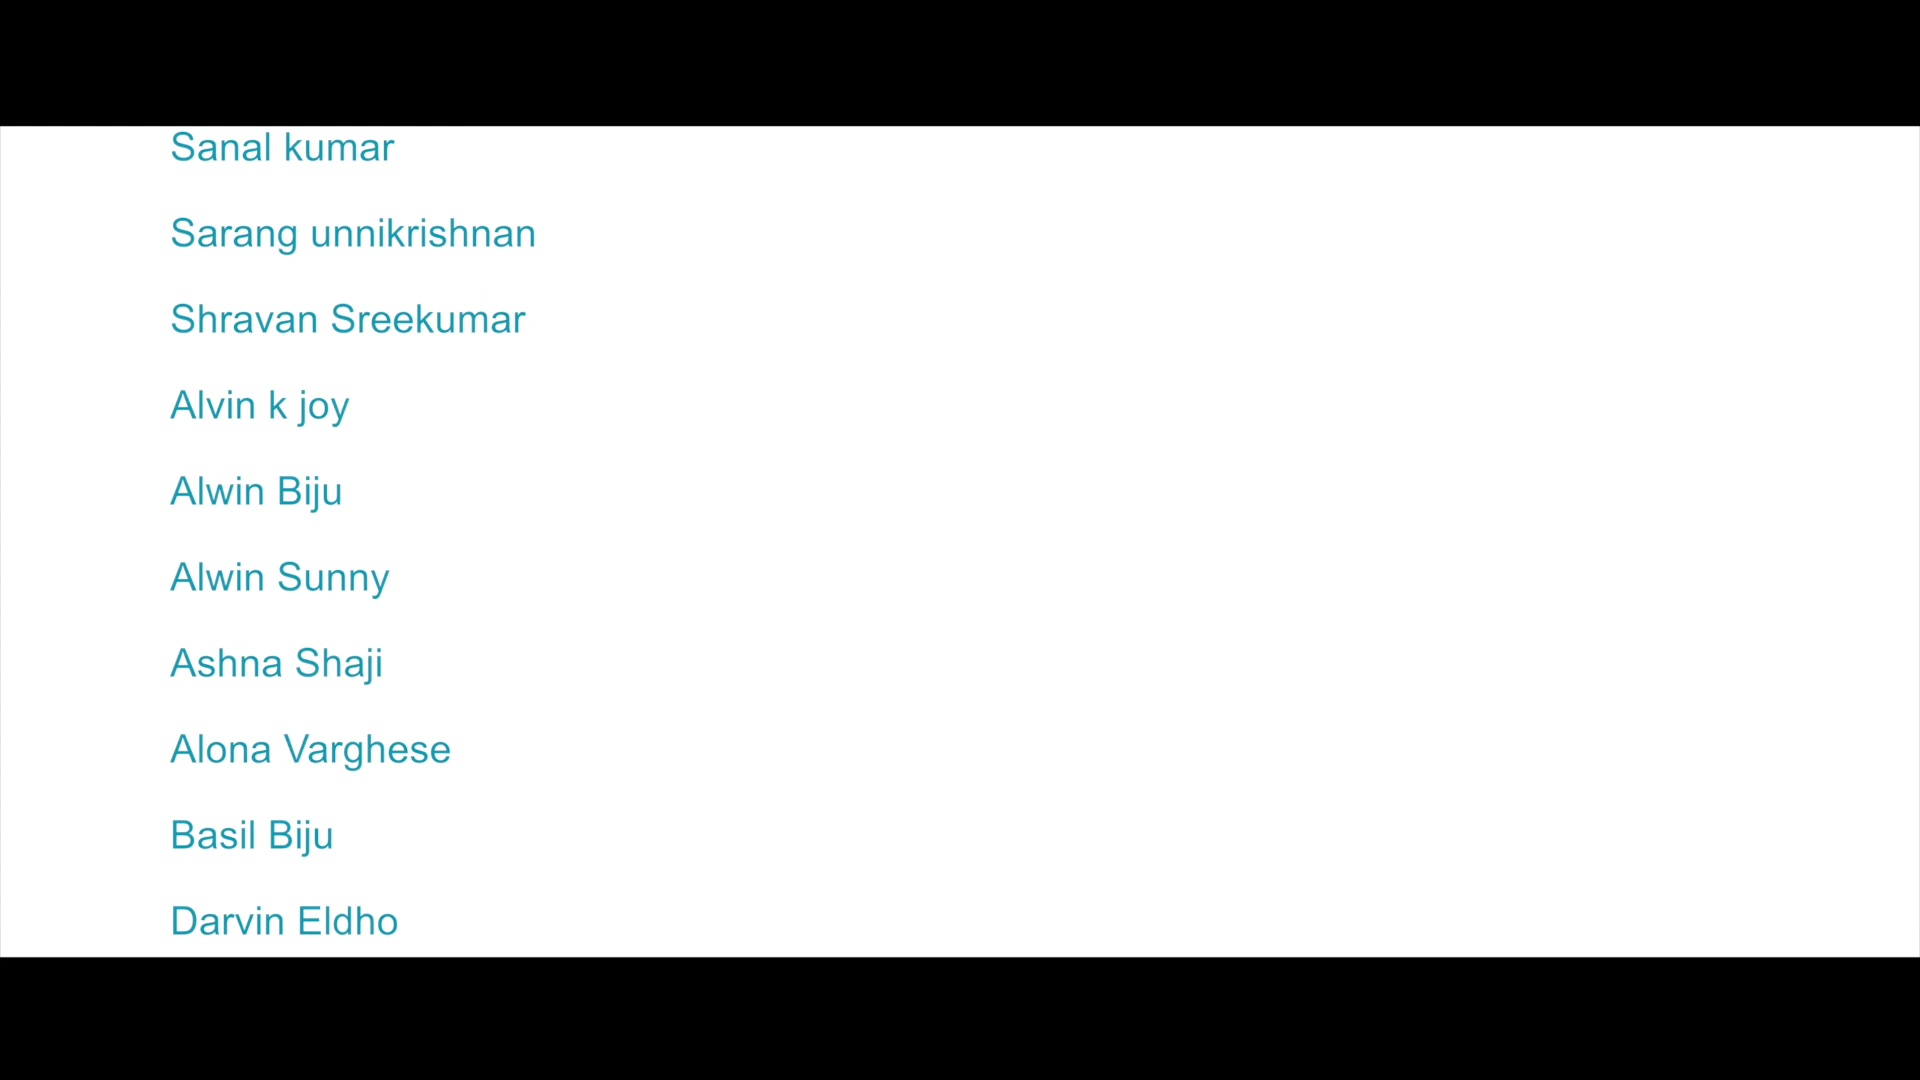 Sanal kumar
Sarang unnikrishnan
Shravan Sreekumar
Alvin k joy
Alwin Biju
Alwin Sunny
Ashna Shaji
Alona Varghese
Basil Biju
Darvin Eldho